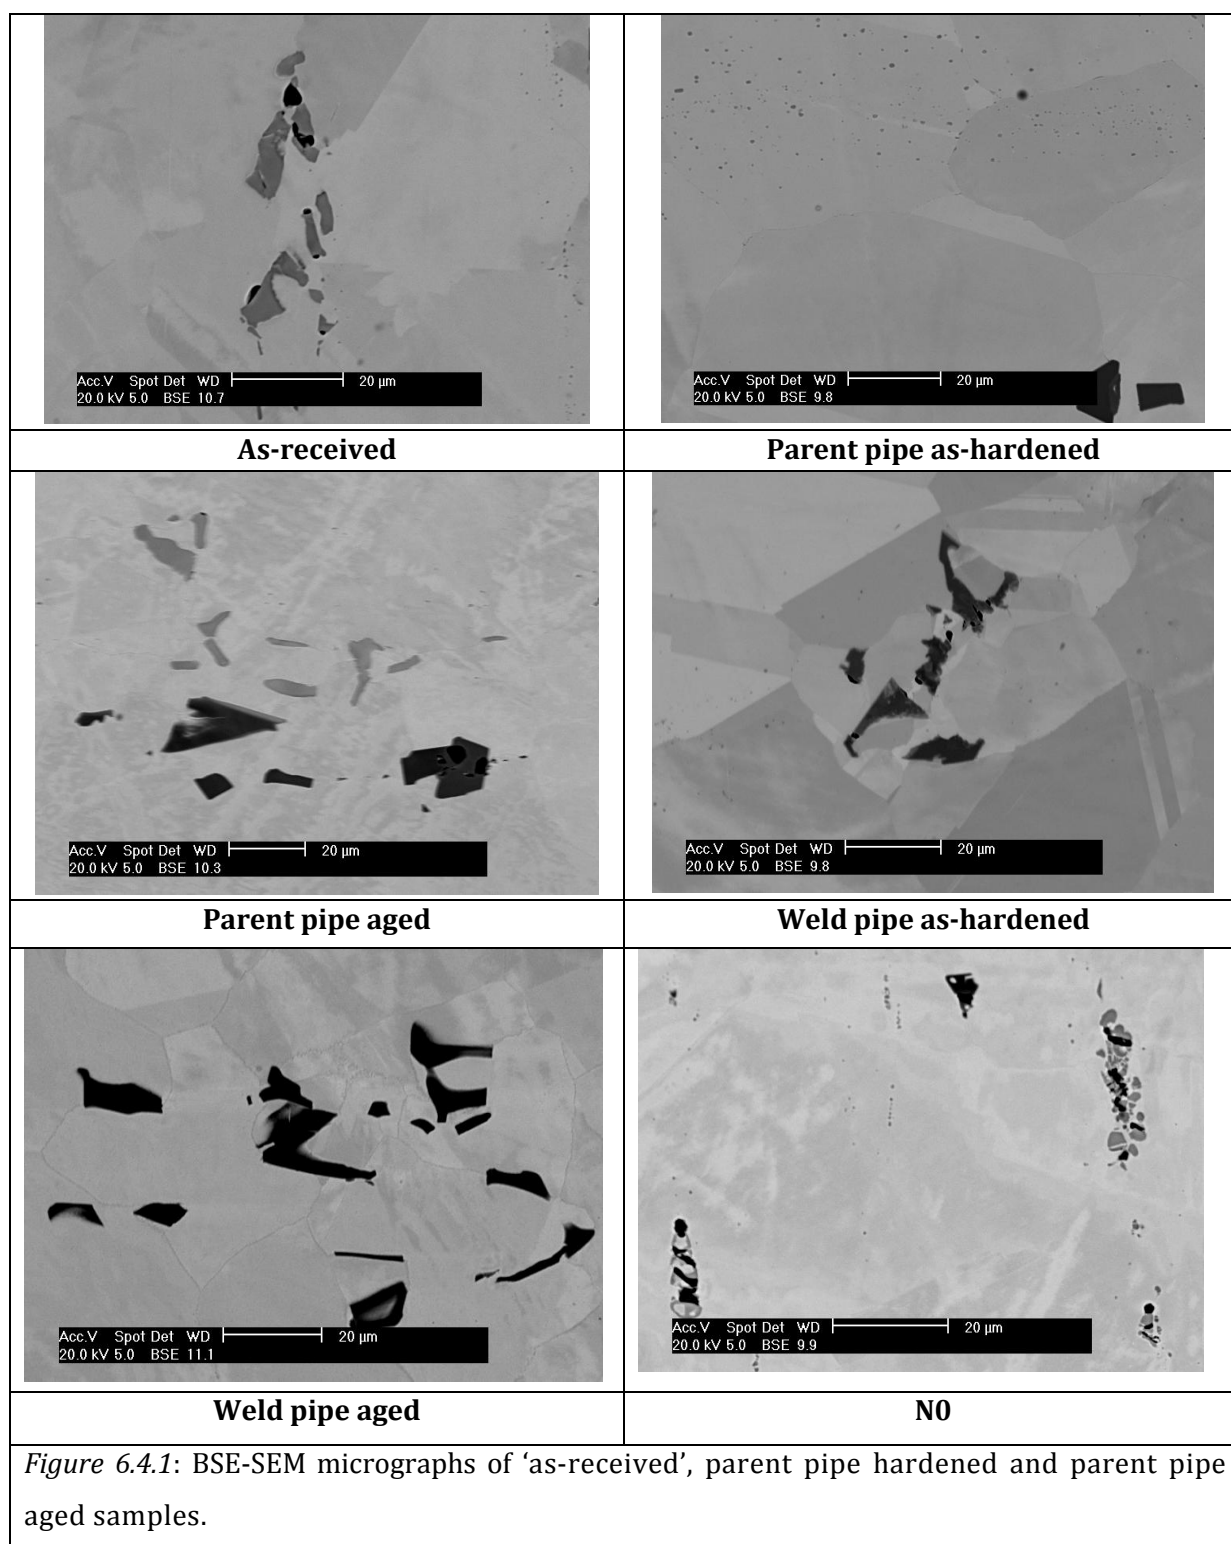 Acc.V Spot Det WD 20 µm
20.0 kV 5.0 BSE 10.7
Acc.V Spot Det WD 20 µm
20.0 kV 5.0 BSE 9.8
As-received
Parent pipe as-hardened
Acc.V Spot Det WD 20 µm
20.0 kV 5.0 BSE 10.3
Acc.V Spot Det WD 20 µm
20.0 kV 5.0 BSE 9.8
Parent pipe aged
Weld pipe as-hardened
Acc.V Spot Det WD 20 µm
20.0 kV 5.0 BSE 11.1
Acc.V Spot Det WD 20 µm
20.0 kV 5.0 BSE 9.9
Weld pipe aged
N0
Figure 6.4.1: BSE-SEM micrographs of ‘as-received’, parent pipe hardened and parent pipe
aged samples.